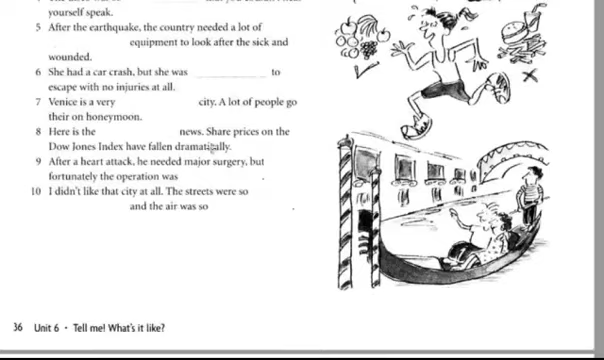 that you couldn't hear
yourself speak.
5 After the earthquake, the country needed a lot of
equipment to look after the sick and
wounded.
6 She had a car crash, but she was ____________ to
escape with no injuries at all.
7 Venice is a very city. A lot of people go
their on honeymoon.
8 Here is the news. Share prices on the
Dow Jones Index have fallen dramatically.
9 After a heart attack, he needed major surgery, but
fortunately the operation was .
10 I didn't like that city at all. The streets were so
and the air was so .
36 Unit 6 • Tell me! What's it like?